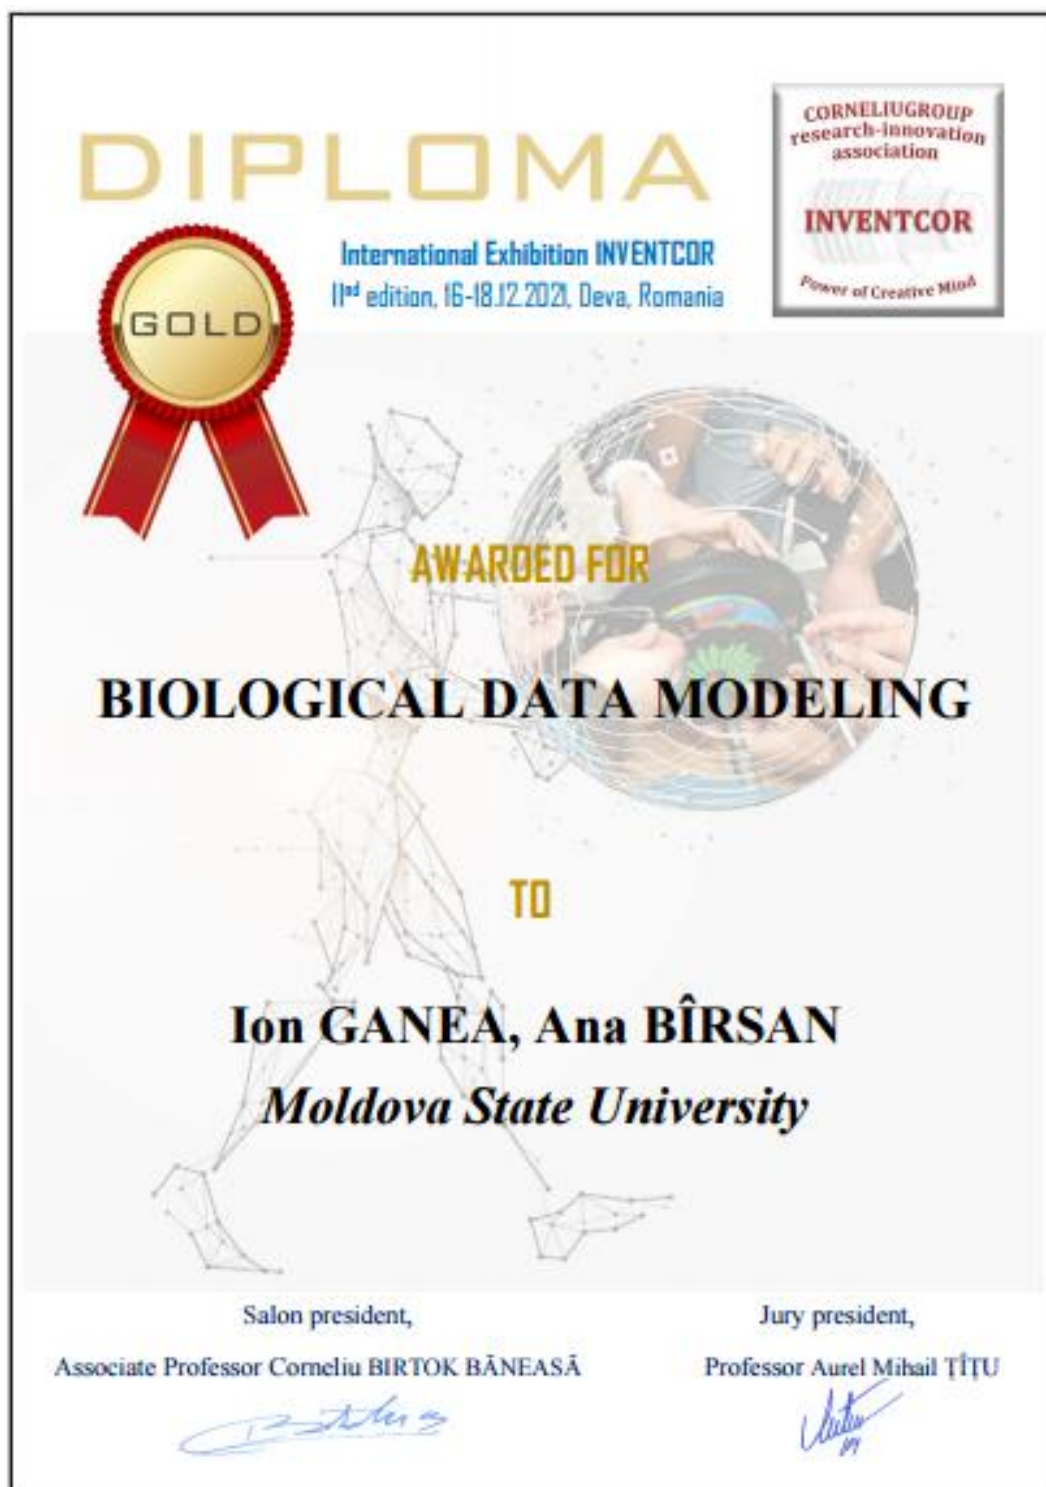 DIPLOMA
CORNELIUGROUP
research-innovation
association
INVENTCOR
Power of Creative Mind
International Exhibition INVENTCOR
IInd edition, 16-18.12.2021, Deva, Romania
GOLD
AWARDED FOR
BIOLOGICAL DATA MODELING
TO
Ion GANEA, Ana BÎRSAN
Moldova State University
Salon president,
Jury president,
Associate Professor Corneliu BIRTOK BĂNEASĂ
Professor Aurel Mihail ȚÎȚU